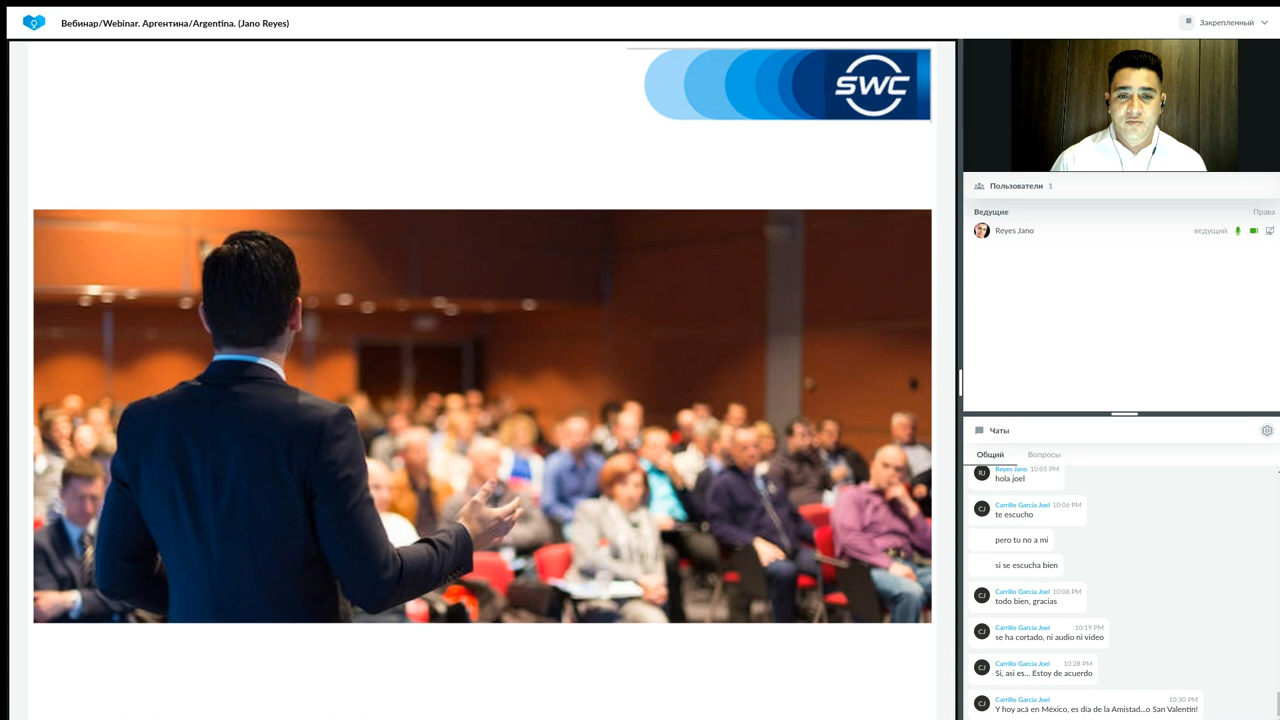 Вебинар/Webinar. Аргентина/Argentina. (Jano Reyes)
Закрепленный
SWC
Пользователи 1
Ведущие Права
Reyes Jano ведущий
Чаты
Общий Вопросы
RJ Reyes Jano 10:05 PM
hola joel
CJ Carrillo Garcia Joel 10:06 PM
te escucho
pero tu no a mi
si se escucha bien
CJ Carrillo Garcia Joel 10:08 PM
todo bien, gracias
CJ Carrillo Garcia Joel 10:19 PM
se ha cortado, ni audio ni video
CJ Carrillo Garcia Joel 10:28 PM
Si, asi es... Estoy de acuerdo
CJ Carrillo Garcia Joel 10:30 PM
Y hoy acá en México, es día de la Amistad...o San Valentín!